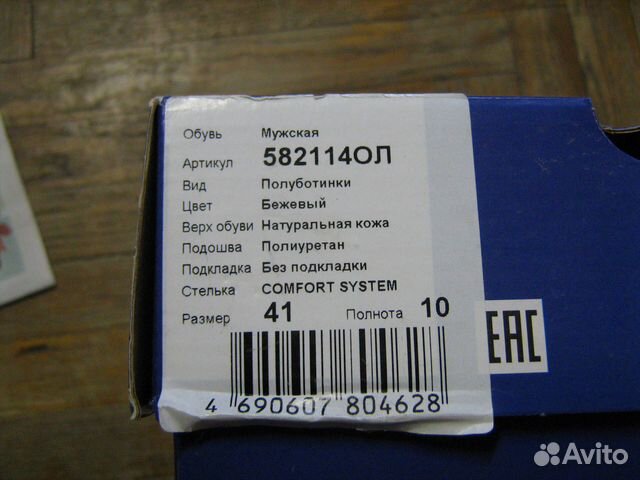 Обувь Мужская
Артикул 582114ОЛ
Вид Полуботинки
Цвет Бежевый
Верх обуви Натуральная кожа
Подошва Полиуретан
Подкладка Без подкладки
Стелька COMFORT SYSTEM
Размер 41 Полнота 10
EAC
4 690607 804628
Avito